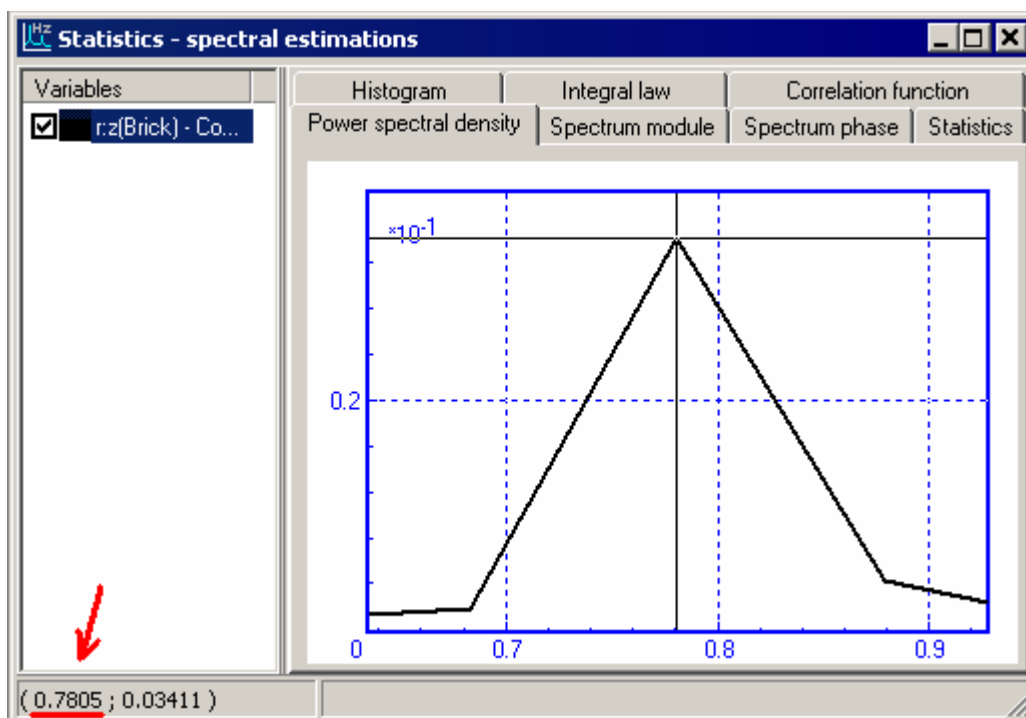 Statistics - spectral estimations
Variables
r:z(Brick) - Co...
Histogram
Integral law
Correlation function
Power spectral density
Spectrum module
Spectrum phase
Statistics
*10-1
0.2
0
0.7
0.8
0.9
( 0.7805 ; 0.03411 )